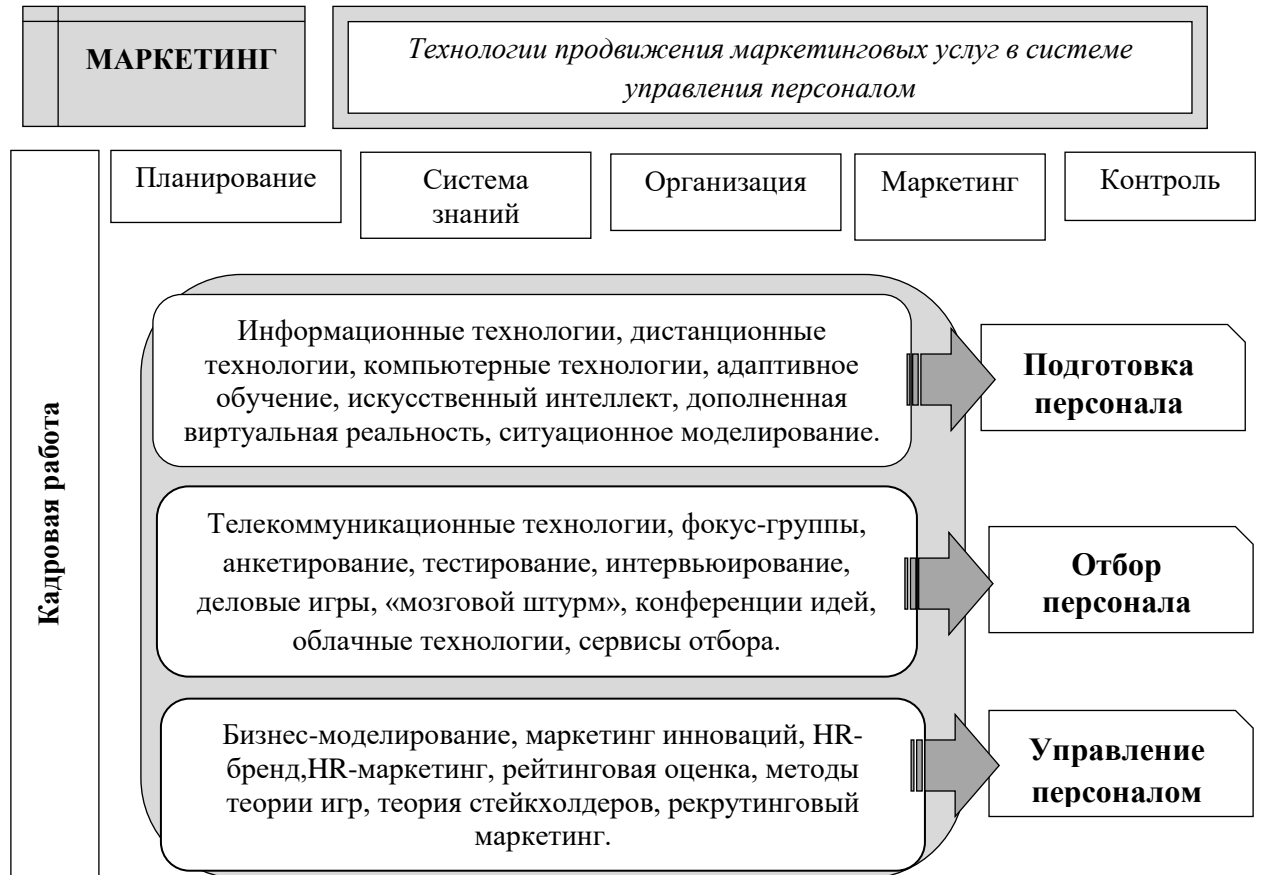 МАРКЕТИНГ
Технологии продвижения маркетинговых услуг в системе
управления персоналом
Планирование
Система
знаний
Организация
Маркетинг
Контроль
Кадровая работа
Информационные технологии, дистанционные
технологии, компьютерные технологии, адаптивное
обучение, искусственный интеллект, дополненная
виртуальная реальность, ситуационное моделирование.
Подготовка
персонала
Телекоммуникационные технологии, фокус-группы,
анкетирование, тестирование, интервьюирование,
деловые игры, «мозговой штурм», конференции идей,
облачные технологии, сервисы отбора.
Отбор
персонала
Бизнес-моделирование, маркетинг инноваций, HR-
бренд,HR-маркетинг, рейтинговая оценка, методы
теории игр, теория стейкхолдеров, рекрутинговый
маркетинг.
Управление
персоналом